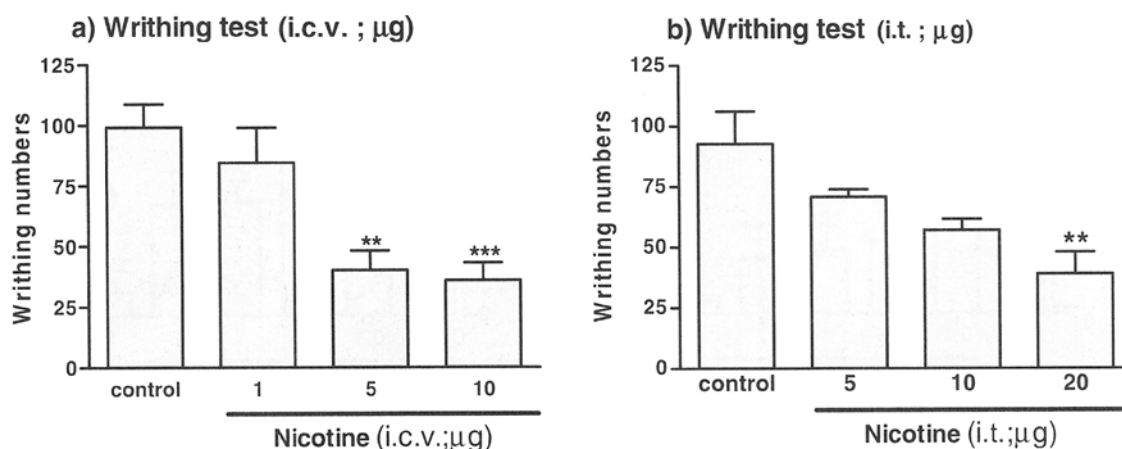 a) Writhing test (i.c.v. ; μg)
125
100
75
50
25
0
Writhing numbers
**
***
control 1 5 10
Nicotine (i.c.v.;μg)
b) Writhing test (i.t. ; μg)
125
100
75
50
25
0
Writhing numbers
**
control 5 10 20
Nicotine (i.t.;μg)